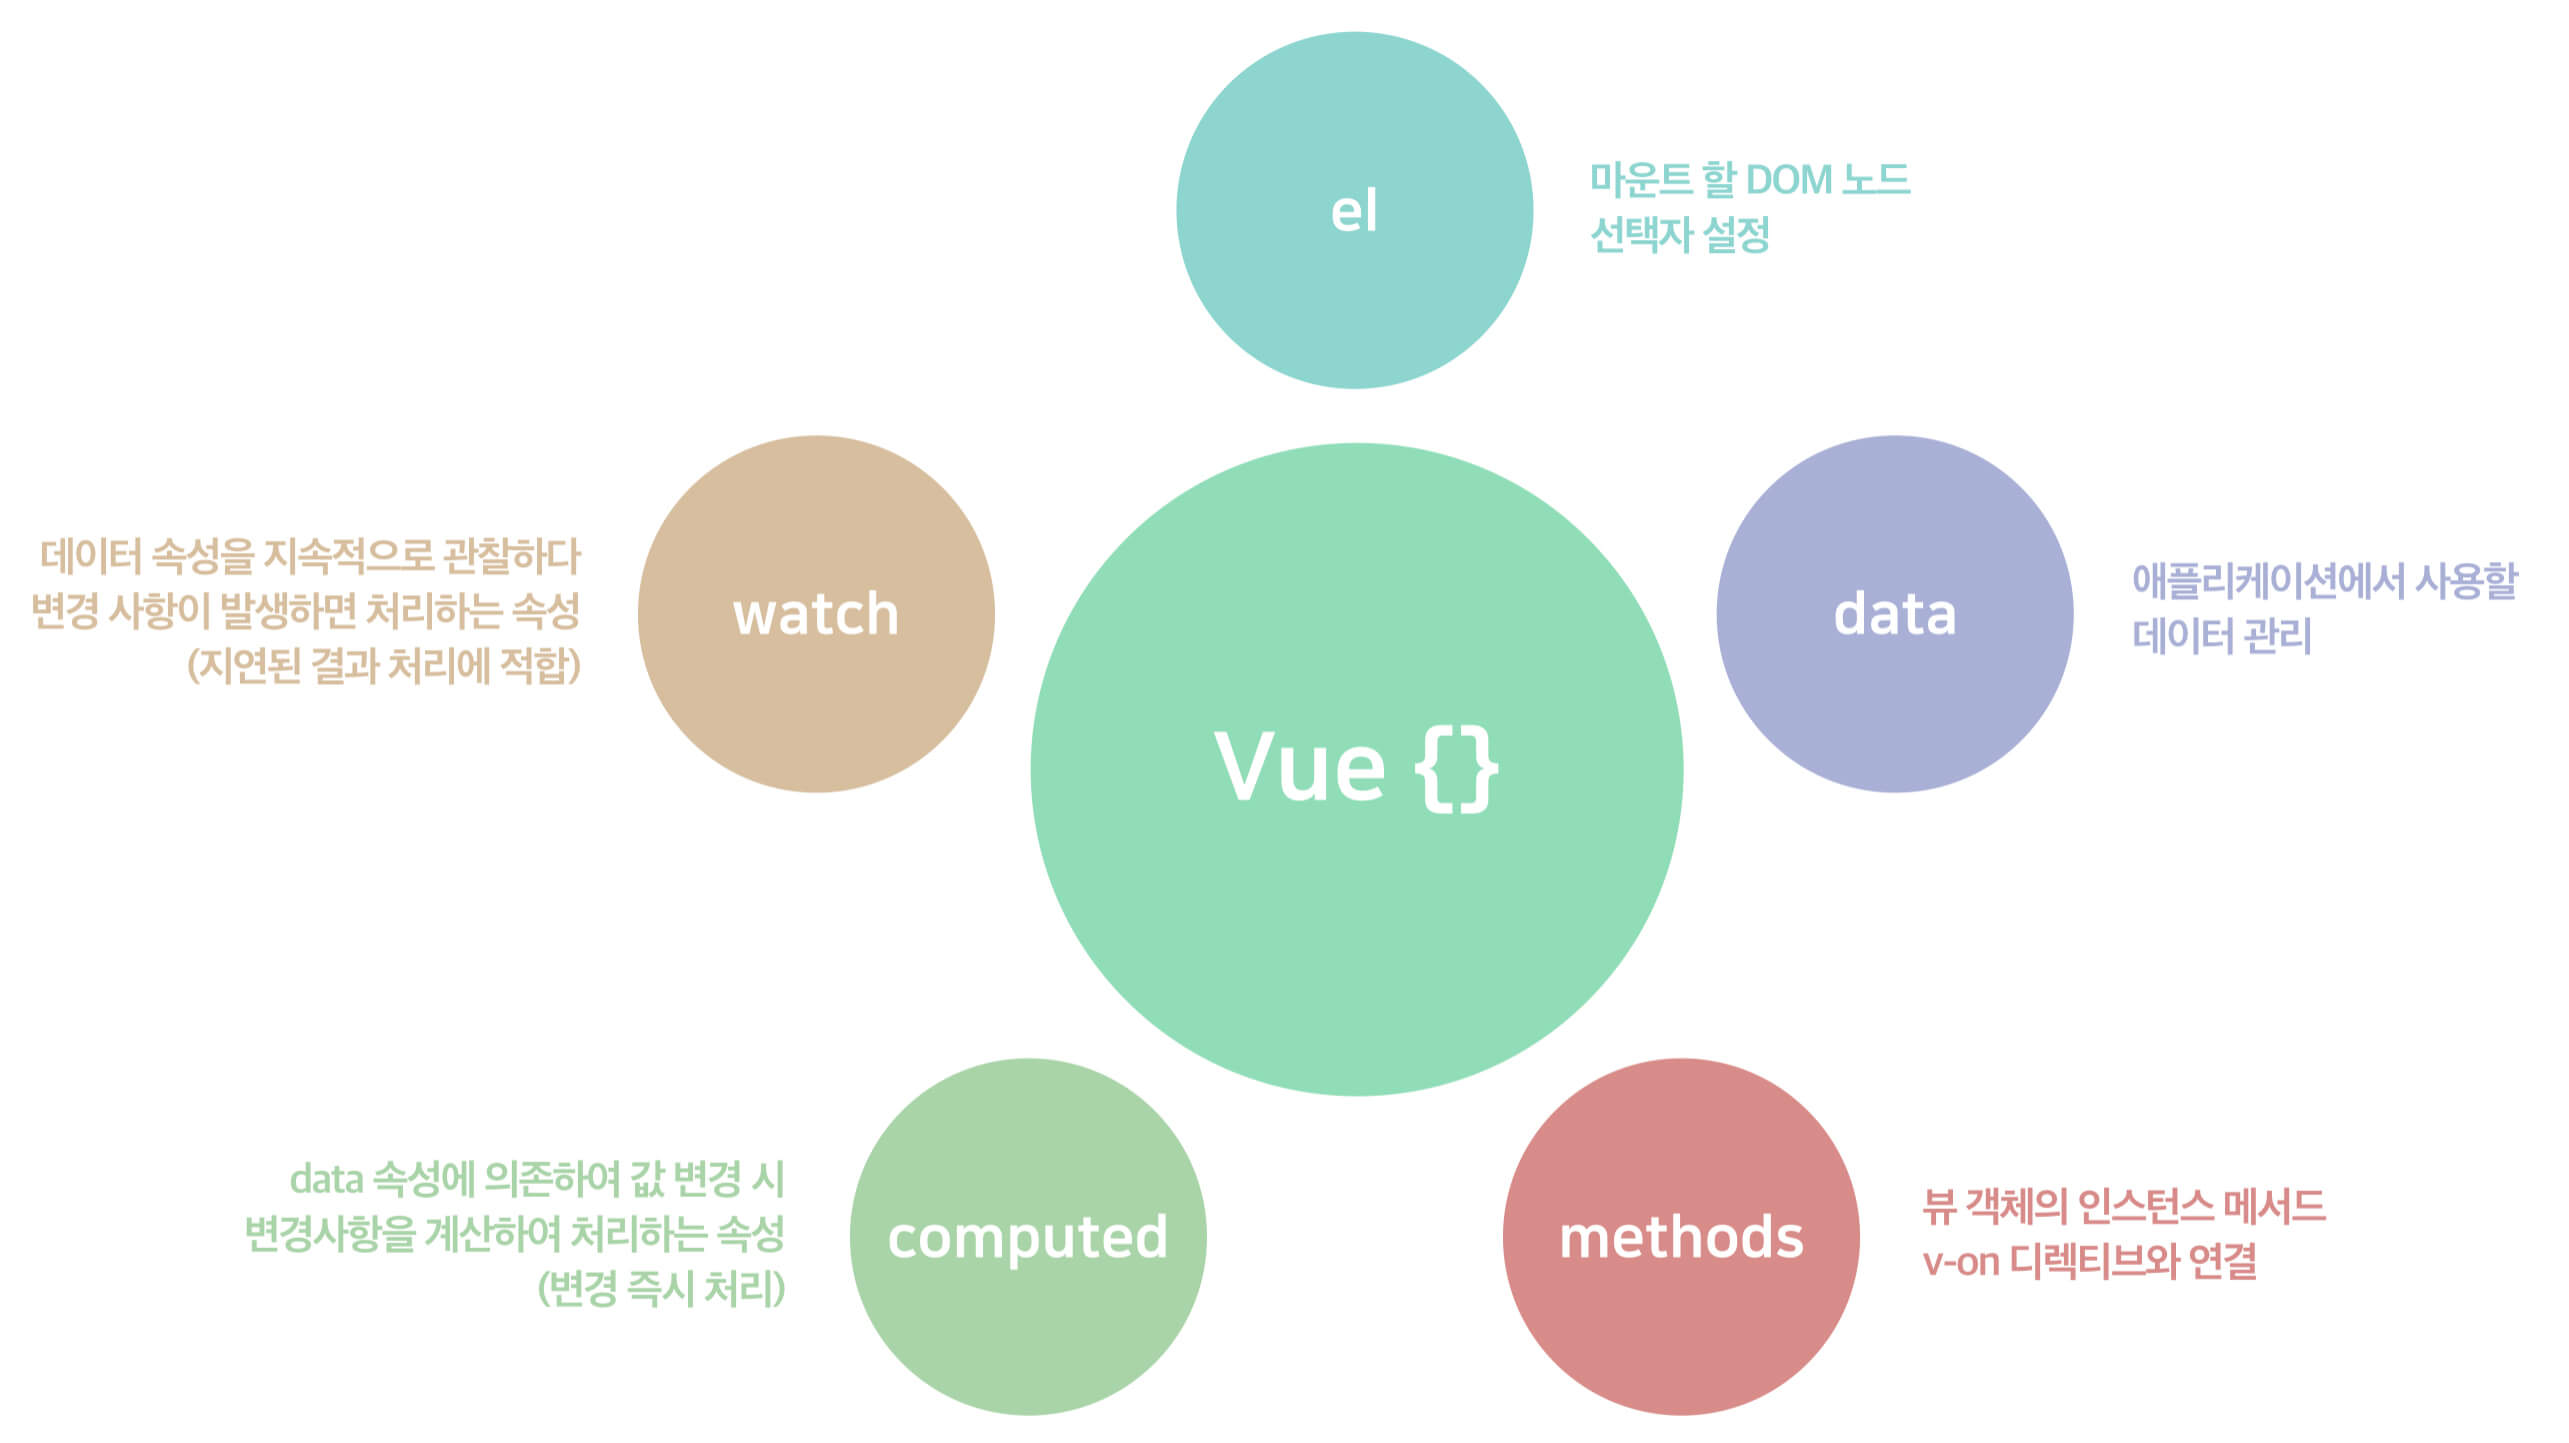 el
마운트 할 DOM 노드
선택자 설정
데이터 속성을 지속적으로 관찰하다
변경 사항이 발생하면 처리하는 속성
(지연된 결과 처리에 적합)
watch
Vue {}
data
애플리케이션에서 사용할
데이터 관리
data 속성에 의존하여 값 변경 시
변경사항을 계산하여 처리하는 속성
(변경 즉시 처리)
computed
methods
뷰 객체의 인스턴스 메서드
v-on 디렉티브와 연결